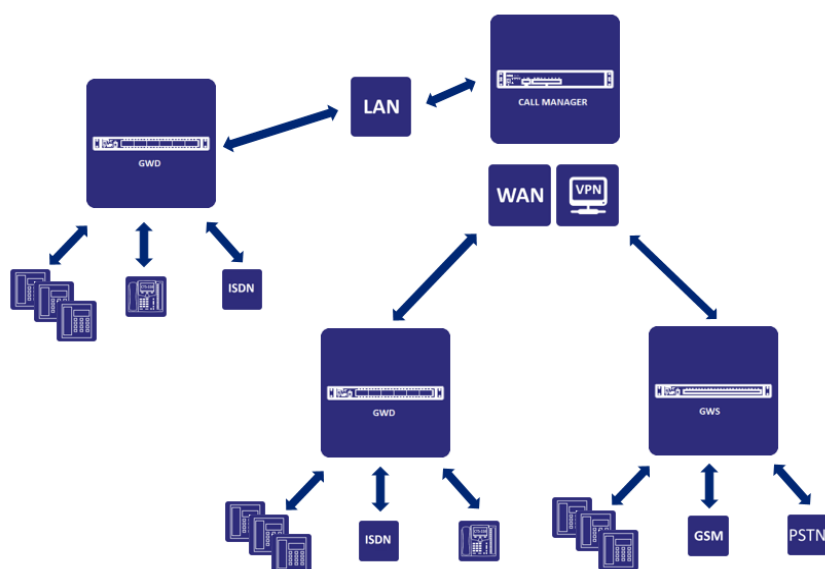 LAN
CALL MANAGER
GWD
WAN
VPN
ISDN
GWD
GWS
ISDN
GSM
PSTN